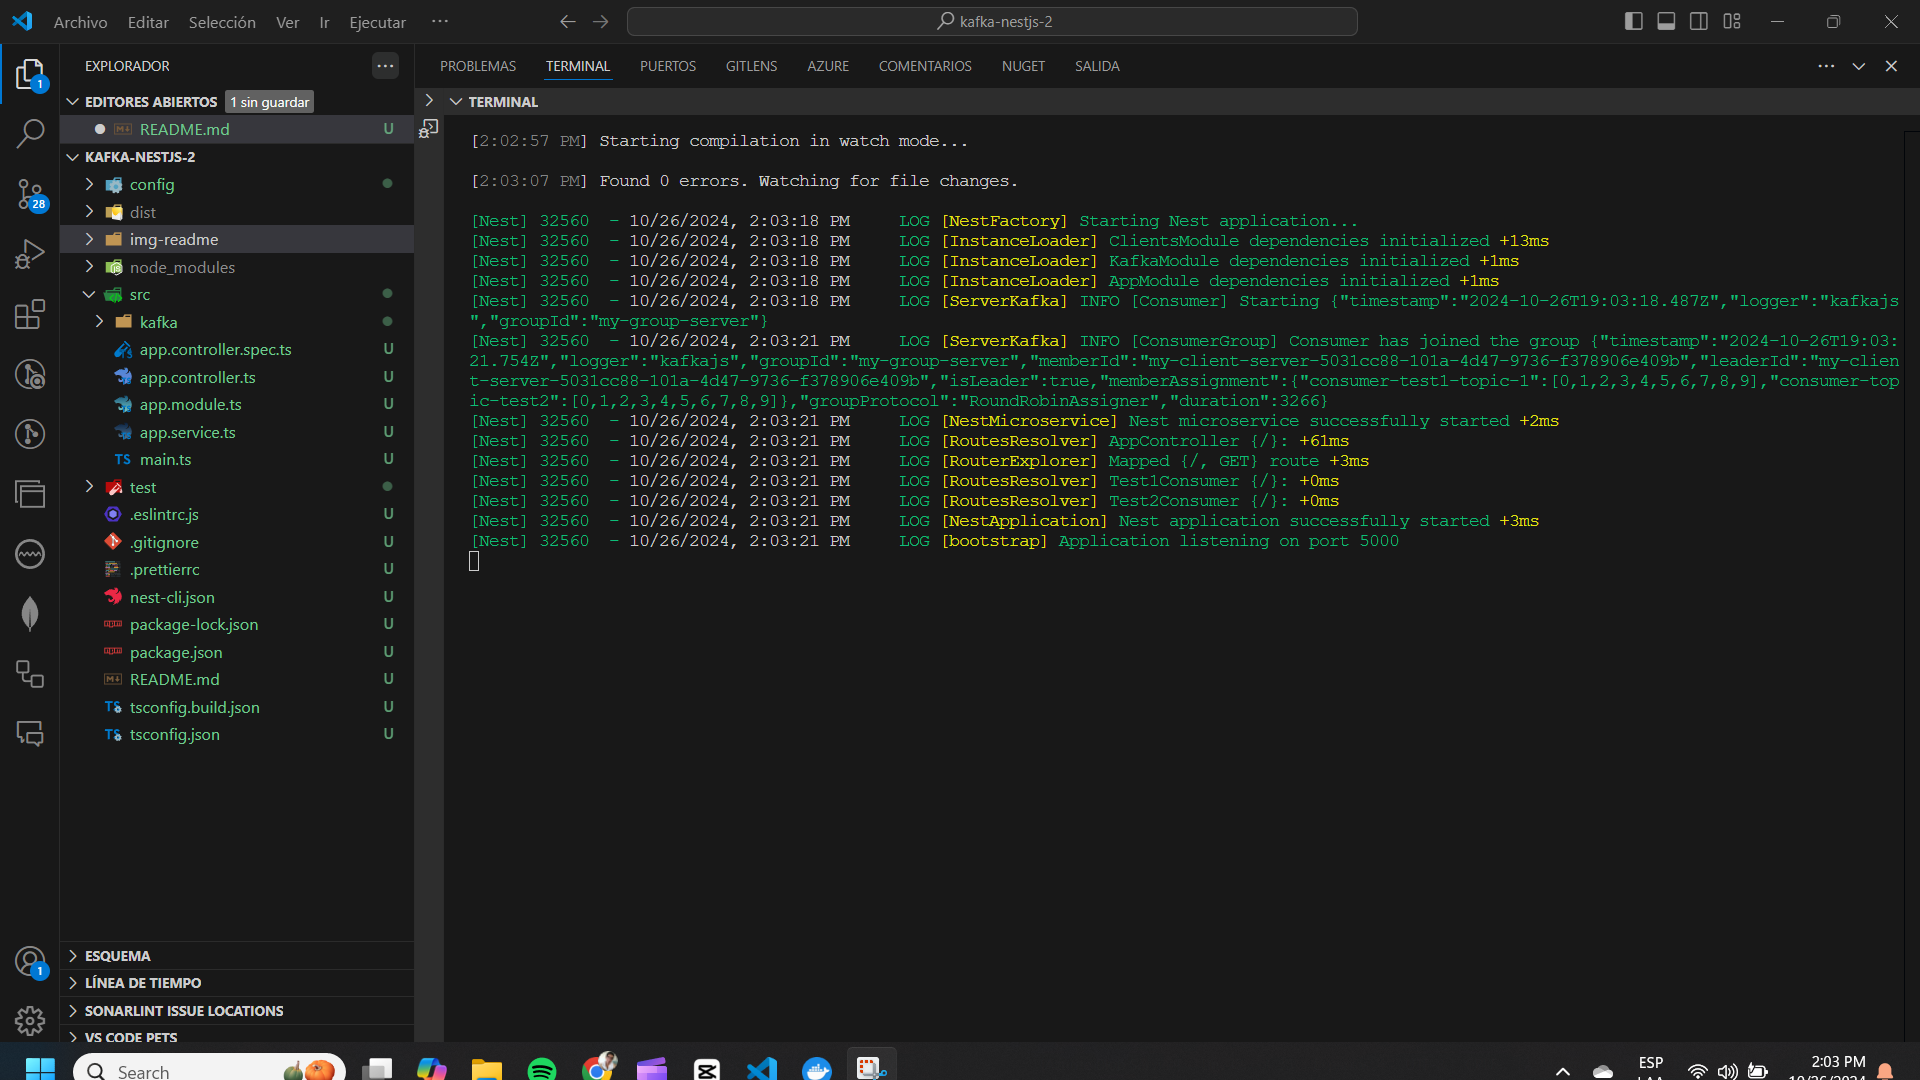 Archivo Editar Selección Ver Ir Ejecutar ··· kafka-nestjs-2
EXPLORADOR ···
EDITORES ABIERTOS 1 sin guardar
README.md U
KAFKA-NESTJS-2
config
dist
img-readme
node_modules
src
kafka
app.controller.spec.ts U
app.controller.ts U
app.module.ts U
app.service.ts U
TS main.ts U
test
.eslintrc.js U
.gitignore U
.prettierrc U
nest-cli.json U
package-lock.json U
package.json U
README.md U
TS tsconfig.build.json U
TS tsconfig.json U
ESQUEMA
LÍNEA DE TIEMPO
SONARLINT ISSUE LOCATIONS
VS CODE PETS
1
28
1
PROBLEMAS TERMINAL PUERTOS GITLENS AZURE COMENTARIOS NUGET SALIDA ···
TERMINAL
[2:02:57 PM] Starting compilation in watch mode...
[2:03:07 PM] Found 0 errors. Watching for file changes.
[Nest] 32560  - 10/26/2024, 2:03:18 PM     LOG [NestFactory] Starting Nest application...
[Nest] 32560  - 10/26/2024, 2:03:18 PM     LOG [InstanceLoader] ClientsModule dependencies initialized +13ms
[Nest] 32560  - 10/26/2024, 2:03:18 PM     LOG [InstanceLoader] KafkaModule dependencies initialized +1ms
[Nest] 32560  - 10/26/2024, 2:03:18 PM     LOG [InstanceLoader] AppModule dependencies initialized +1ms
[Nest] 32560  - 10/26/2024, 2:03:18 PM     LOG [ServerKafka] INFO [Consumer] Starting {"timestamp":"2024-10-26T19:03:18.487Z","logger":"kafkajs
","groupId":"my-group-server"}
[Nest] 32560  - 10/26/2024, 2:03:21 PM     LOG [ServerKafka] INFO [ConsumerGroup] Consumer has joined the group {"timestamp":"2024-10-26T19:03:
21.754Z","logger":"kafkajs","groupId":"my-group-server","memberId":"my-client-server-5031cc88-101a-4d47-9736-f378906e409b","leaderId":"my-clien
t-server-5031cc88-101a-4d47-9736-f378906e409b","isLeader":true,"memberAssignment":{"consumer-test1-topic-1":[0,1,2,3,4,5,6,7,8,9],"consumer-top
ic-test2":[0,1,2,3,4,5,6,7,8,9]},"groupProtocol":"RoundRobinAssigner","duration":3266}
[Nest] 32560  - 10/26/2024, 2:03:21 PM     LOG [NestMicroservice] Nest microservice successfully started +2ms
[Nest] 32560  - 10/26/2024, 2:03:21 PM     LOG [RoutesResolver] AppController {/}: +61ms
[Nest] 32560  - 10/26/2024, 2:03:21 PM     LOG [RouterExplorer] Mapped {/, GET} route +3ms
[Nest] 32560  - 10/26/2024, 2:03:21 PM     LOG [RoutesResolver] Test1Consumer {/}: +0ms
[Nest] 32560  - 10/26/2024, 2:03:21 PM     LOG [RoutesResolver] Test2Consumer {/}: +0ms
[Nest] 32560  - 10/26/2024, 2:03:21 PM     LOG [NestApplication] Nest application successfully started +3ms
[Nest] 32560  - 10/26/2024, 2:03:21 PM     LOG [bootstrap] Application listening on port 5000
Search
ESP
LAA
2:03 PM
10/26/2024